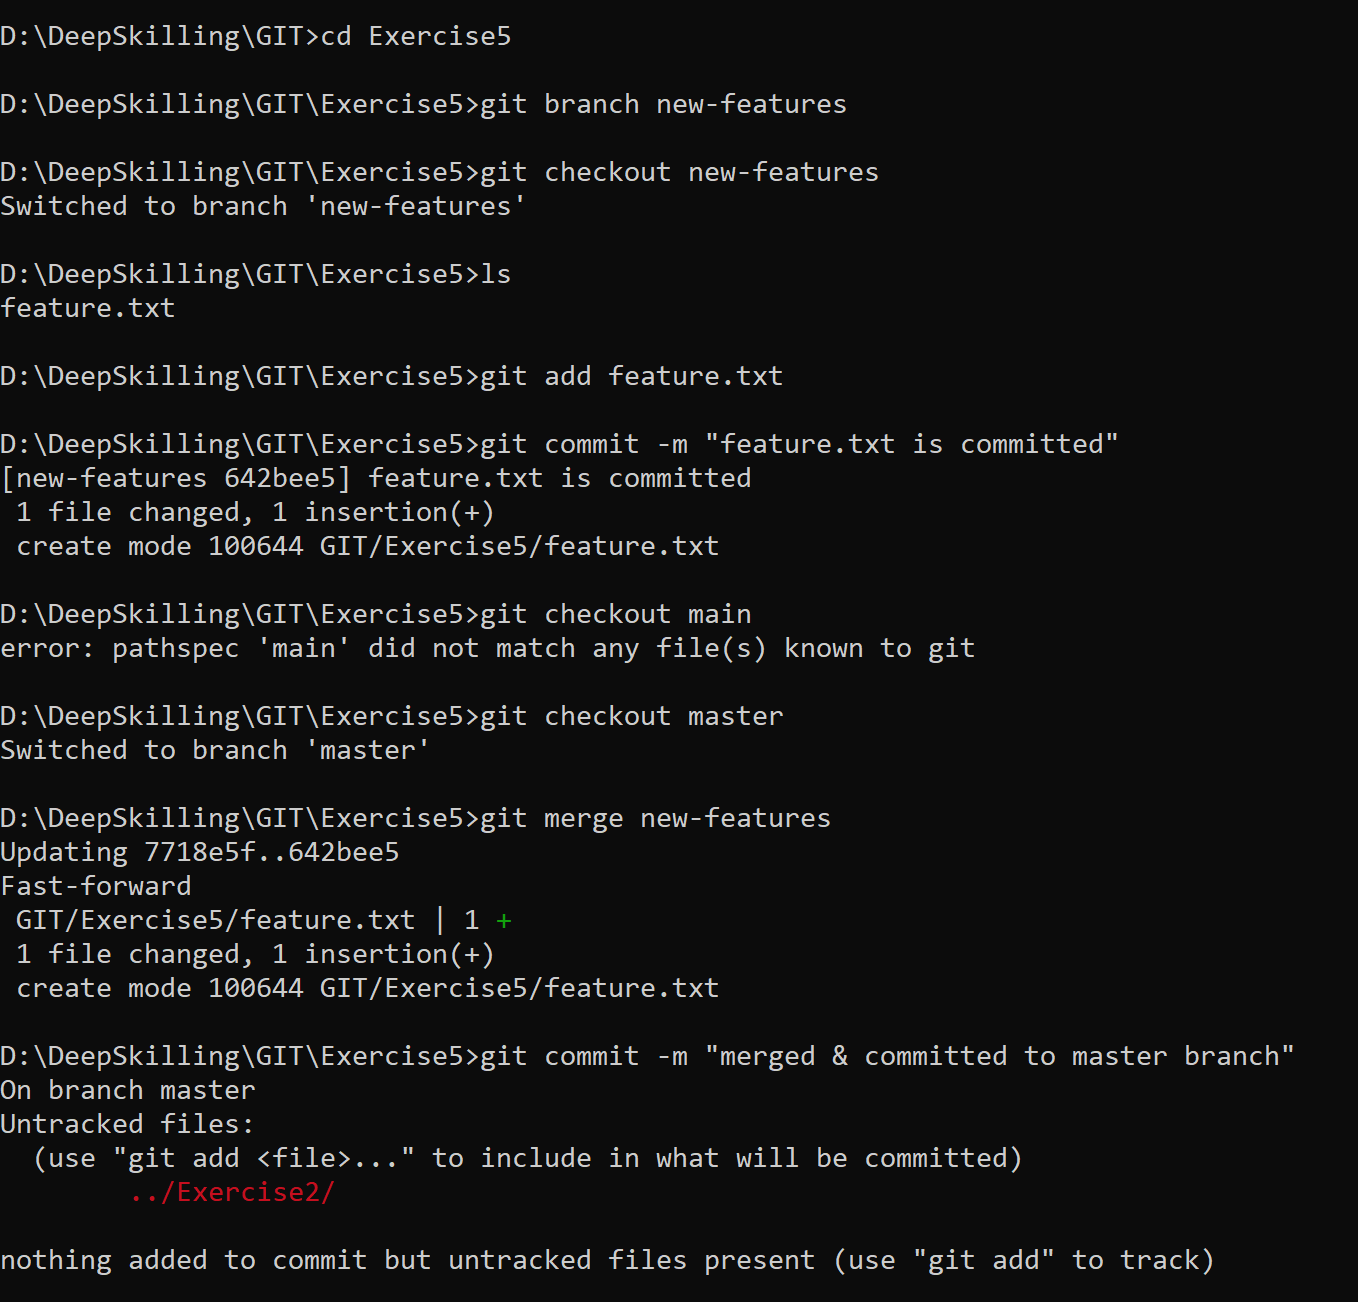 D:\DeepSkilling\GIT>cd Exercise5
D:\DeepSkilling\GIT\Exercise5>git branch new-features
D:\DeepSkilling\GIT\Exercise5>git checkout new-features
Switched to branch 'new-features'
D:\DeepSkilling\GIT\Exercise5>ls
feature.txt
D:\DeepSkilling\GIT\Exercise5>git add feature.txt
D:\DeepSkilling\GIT\Exercise5>git commit -m "feature.txt is committed"
[new-features 642bee5] feature.txt is committed
 1 file changed, 1 insertion(+)
 create mode 100644 GIT/Exercise5/feature.txt
D:\DeepSkilling\GIT\Exercise5>git checkout main
error: pathspec 'main' did not match any file(s) known to git
D:\DeepSkilling\GIT\Exercise5>git checkout master
Switched to branch 'master'
D:\DeepSkilling\GIT\Exercise5>git merge new-features
Updating 7718e5f..642bee5
Fast-forward
 GIT/Exercise5/feature.txt | 1 +
 1 file changed, 1 insertion(+)
 create mode 100644 GIT/Exercise5/feature.txt
D:\DeepSkilling\GIT\Exercise5>git commit -m "merged & committed to master branch"
On branch master
Untracked files:
  (use "git add <file>..." to include in what will be committed)
        ../Exercise2/
nothing added to commit but untracked files present (use "git add" to track)